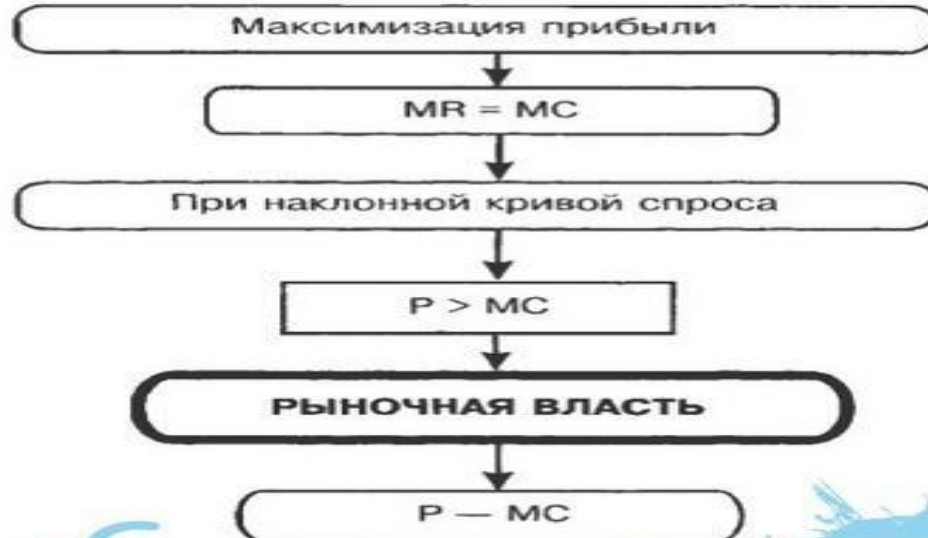 Максимизация прибыли
MR = MC
При наклонной кривой спроса
P > MC
РЫНОЧНАЯ ВЛАСТЬ
P — MC